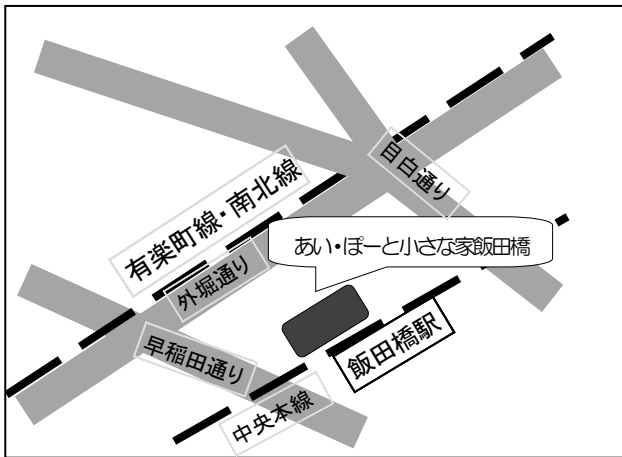 目白通り
有楽町線・南北線
あい・ぽーと小さな家飯田橋
外堀通り
飯田橋駅
早稲田通り
中央本線